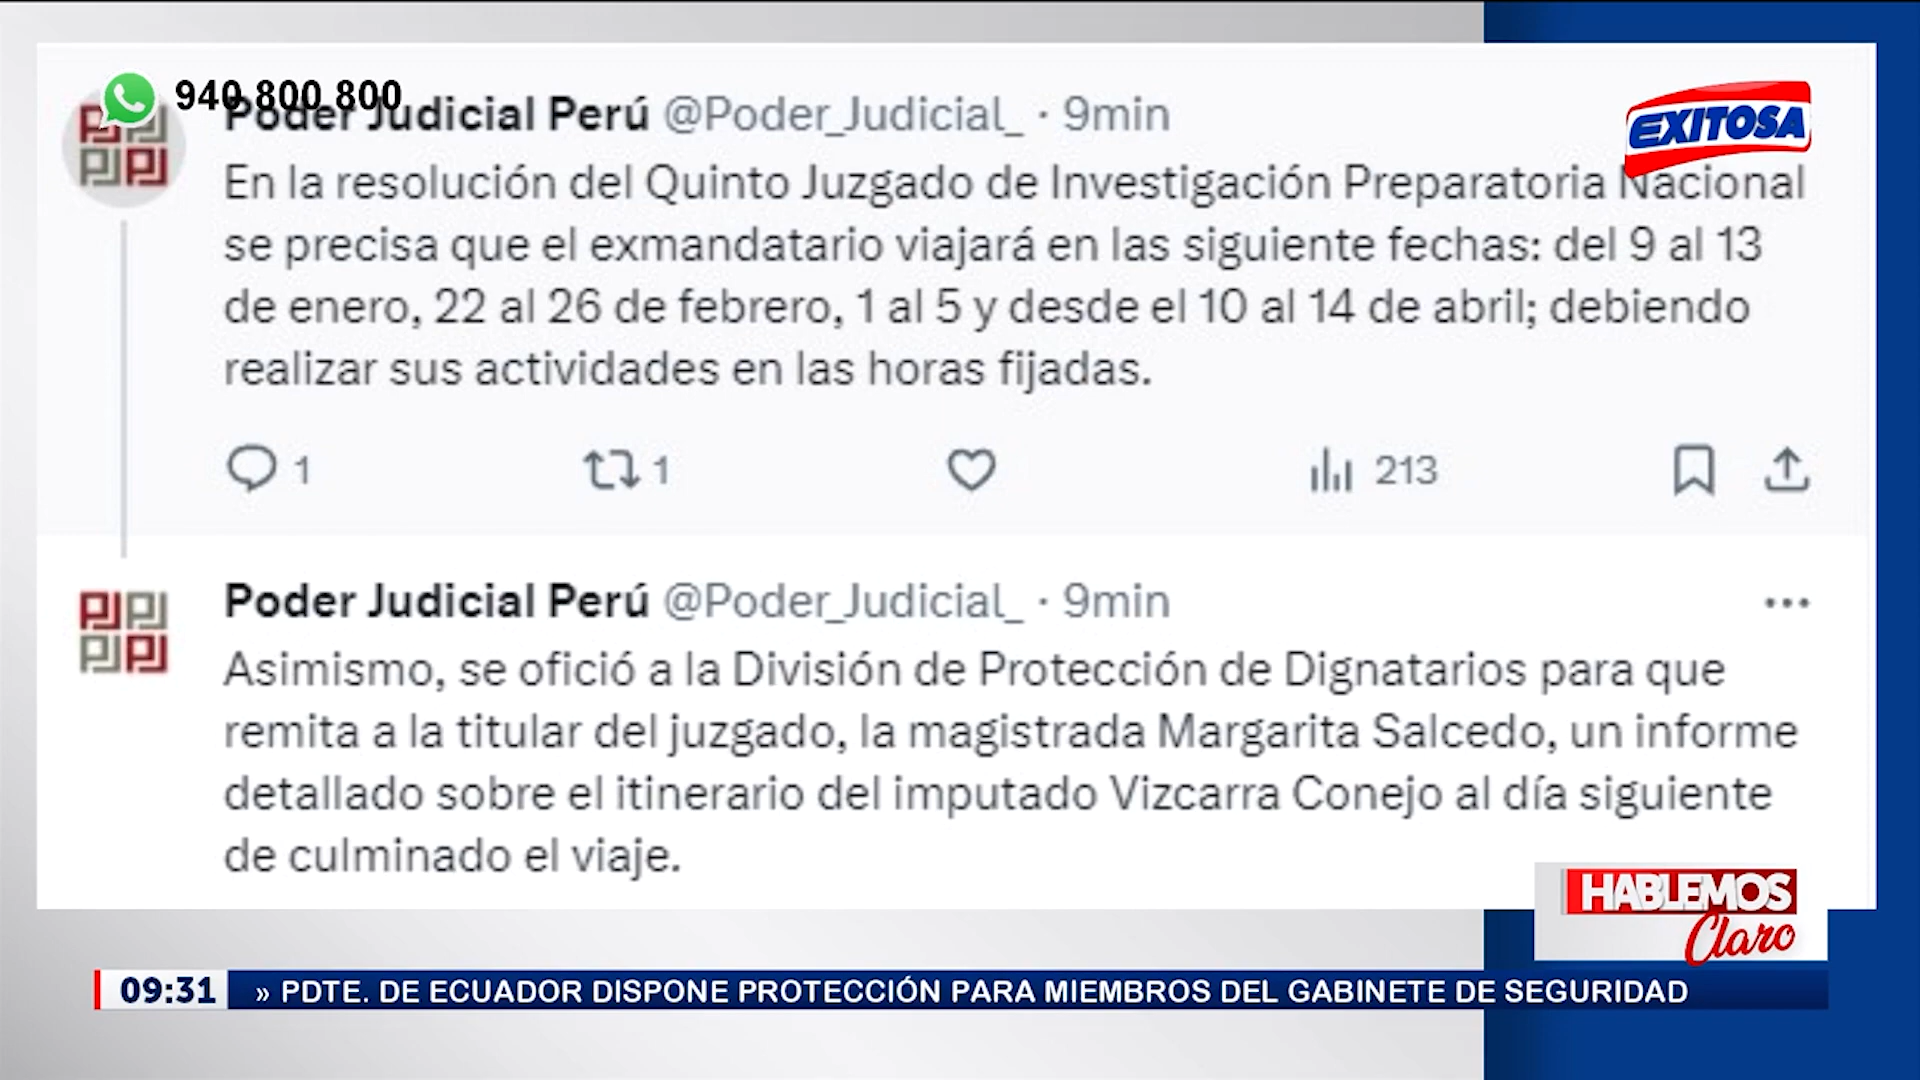 940 800 800
Poder Judicial Perú @Poder_Judicial_ · 9min
EXITOSA
En la resolución del Quinto Juzgado de Investigación Preparatoria Nacional
se precisa que el exmandatario viajará en las siguiente fechas: del 9 al 13
de enero, 22 al 26 de febrero, 1 al 5 y desde el 10 al 14 de abril; debiendo
realizar sus actividades en las horas fijadas.
1 1 213
Poder Judicial Perú @Poder_Judicial_ · 9min
Asimismo, se ofició a la División de Protección de Dignatarios para que
remita a la titular del juzgado, la magistrada Margarita Salcedo, un informe
detallado sobre el itinerario del imputado Vizcarra Conejo al día siguiente
de culminado el viaje.
HABLEMOS
Claro
09:31 » PDTE. DE ECUADOR DISPONE PROTECCIÓN PARA MIEMBROS DEL GABINETE DE SEGURIDAD